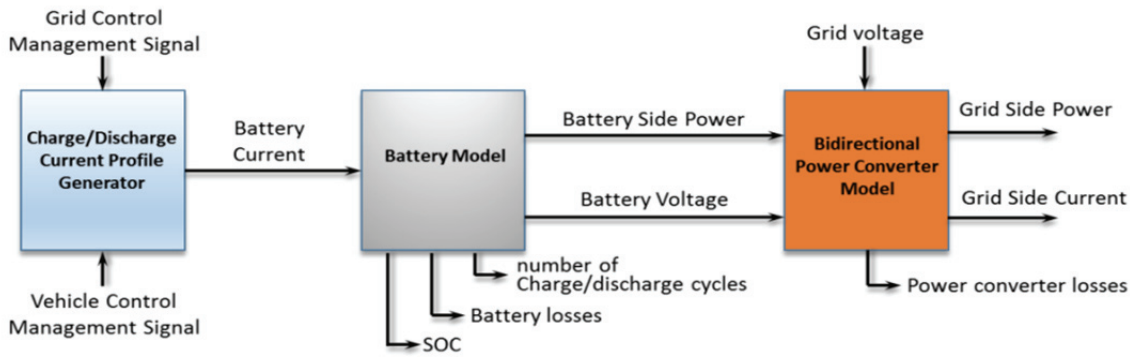 Grid Control
Management Signal
Grid voltage
Charge/Discharge
Current Profile
Generator
Battery
Current
Battery Model
Battery Side Power
Battery Voltage
Bidirectional
Power Converter
Model
Grid Side Power
Grid Side Current
Vehicle Control
Management Signal
number of
Charge/discharge cycles
Battery losses
SOC
Power converter losses